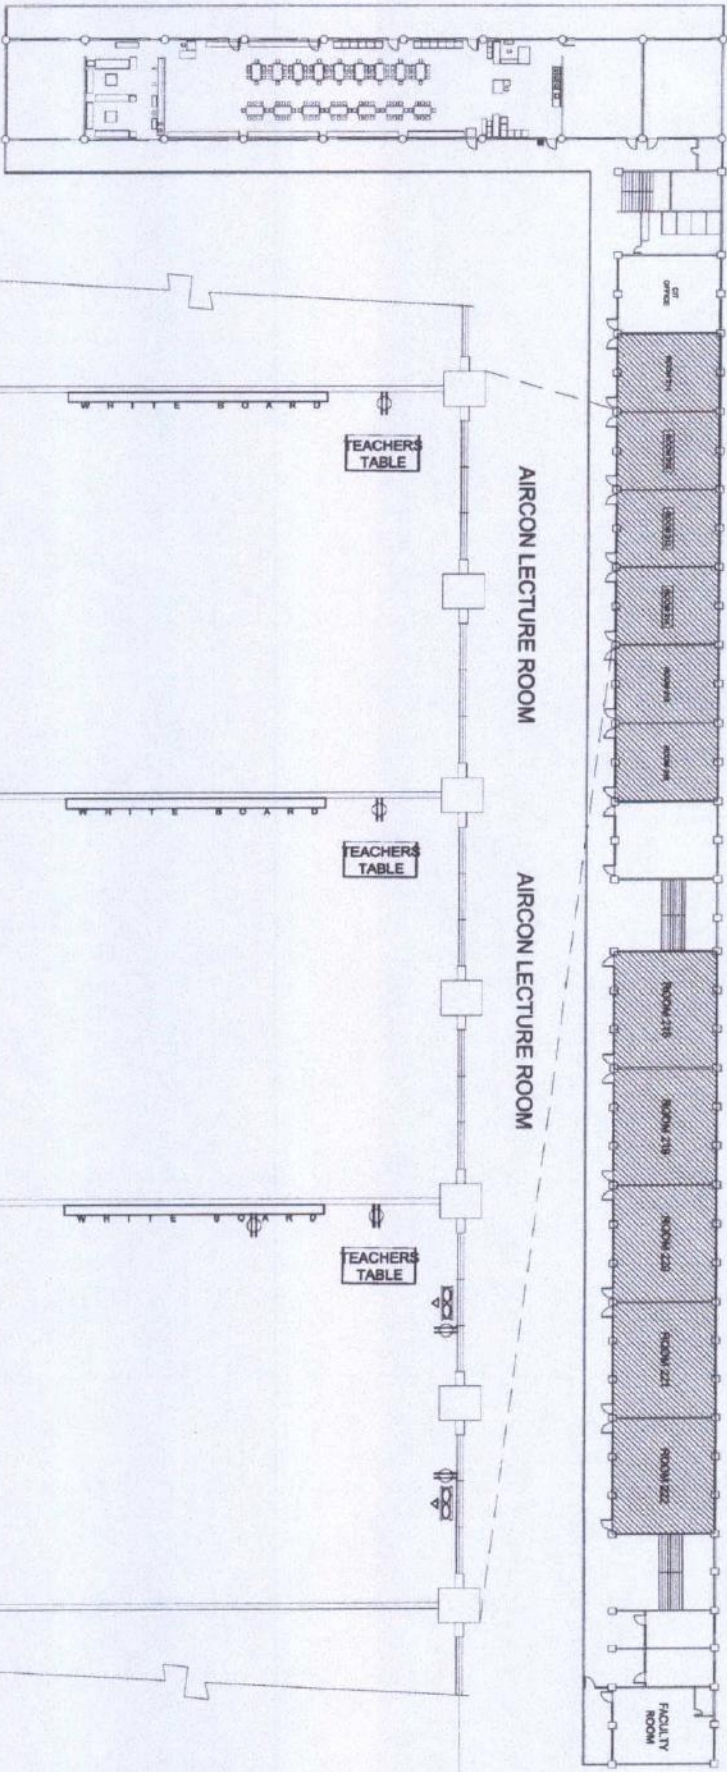 OFFICE
WHITE BOARD
TEACHERS
TABLE
AIRCON LECTURE ROOM
WHITE BOARD
TEACHERS
TABLE
AIRCON LECTURE ROOM
WHITE BOARD
TEACHERS
TABLE
ROOM 218
ROOM 219
ROOM 220
ROOM 221
ROOM 222
FACULTY
ROOM